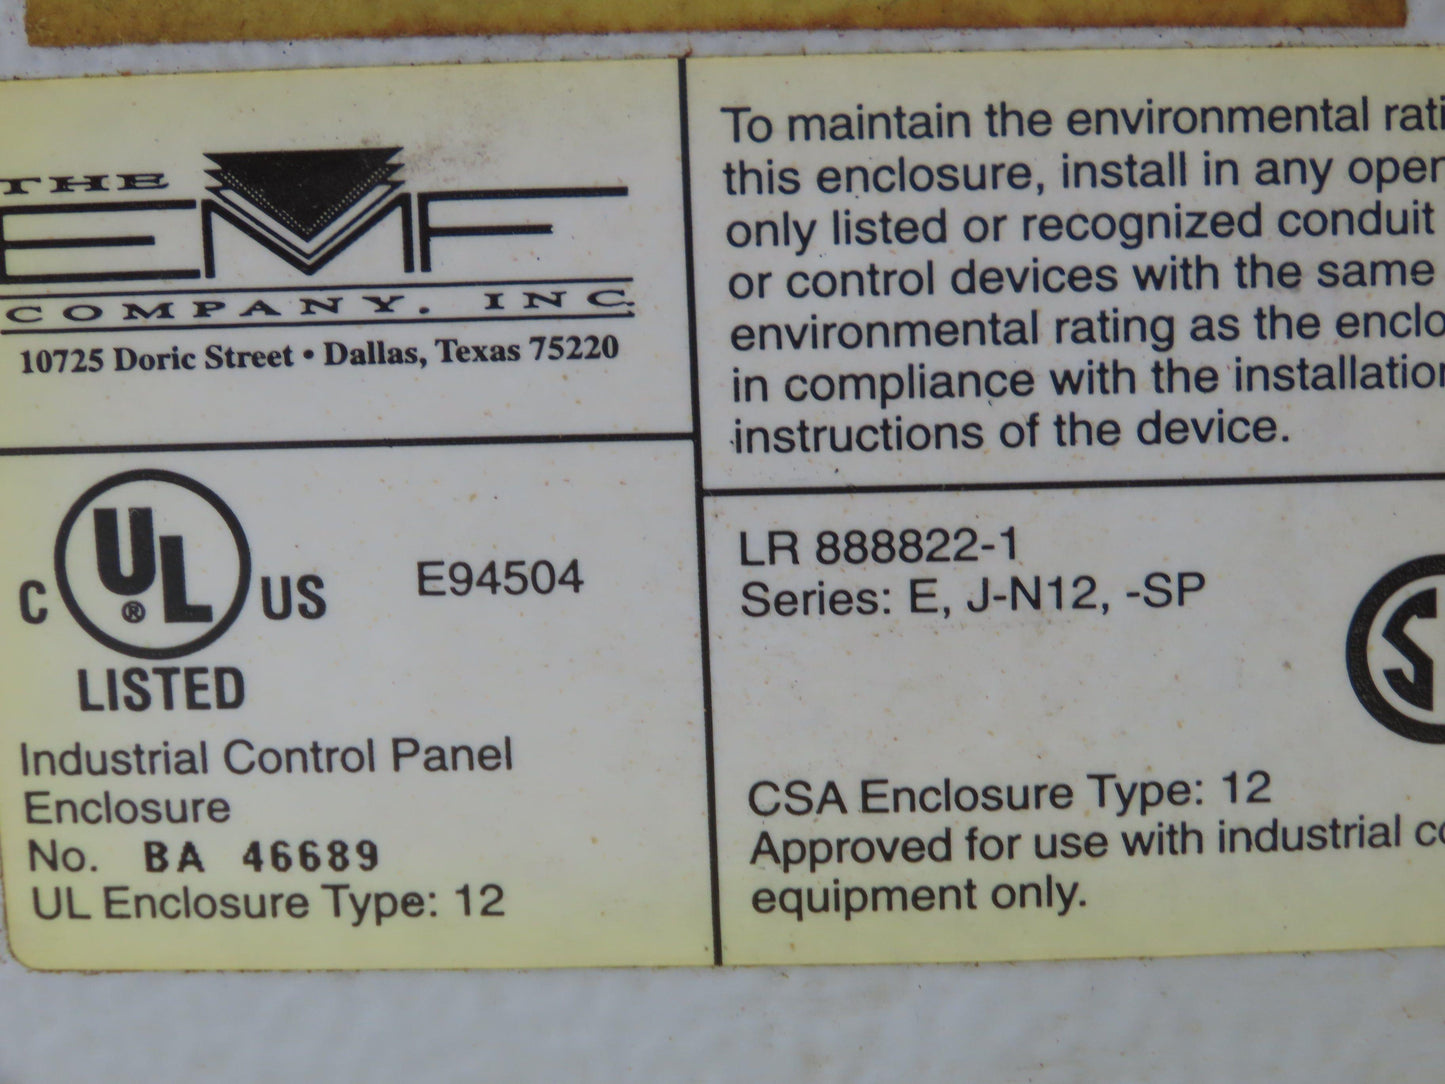 THE
EMF
COMPANY, INC.
10725 Doric Street • Dallas, Texas 75220
To maintain the environmental
this enclosure, install in any
only listed or recognized conduit
or control devices with the same
environmental rating as the
in compliance with the
instructions of the device.
C UL ® US E94504
LISTED
Industrial Control Panel
Enclosure
No. BA 46689
UL Enclosure Type: 12
LR 888822-1
Series: E, J-N12, -SP
CSA Enclosure Type: 12
Approved for use with industrial
equipment only.